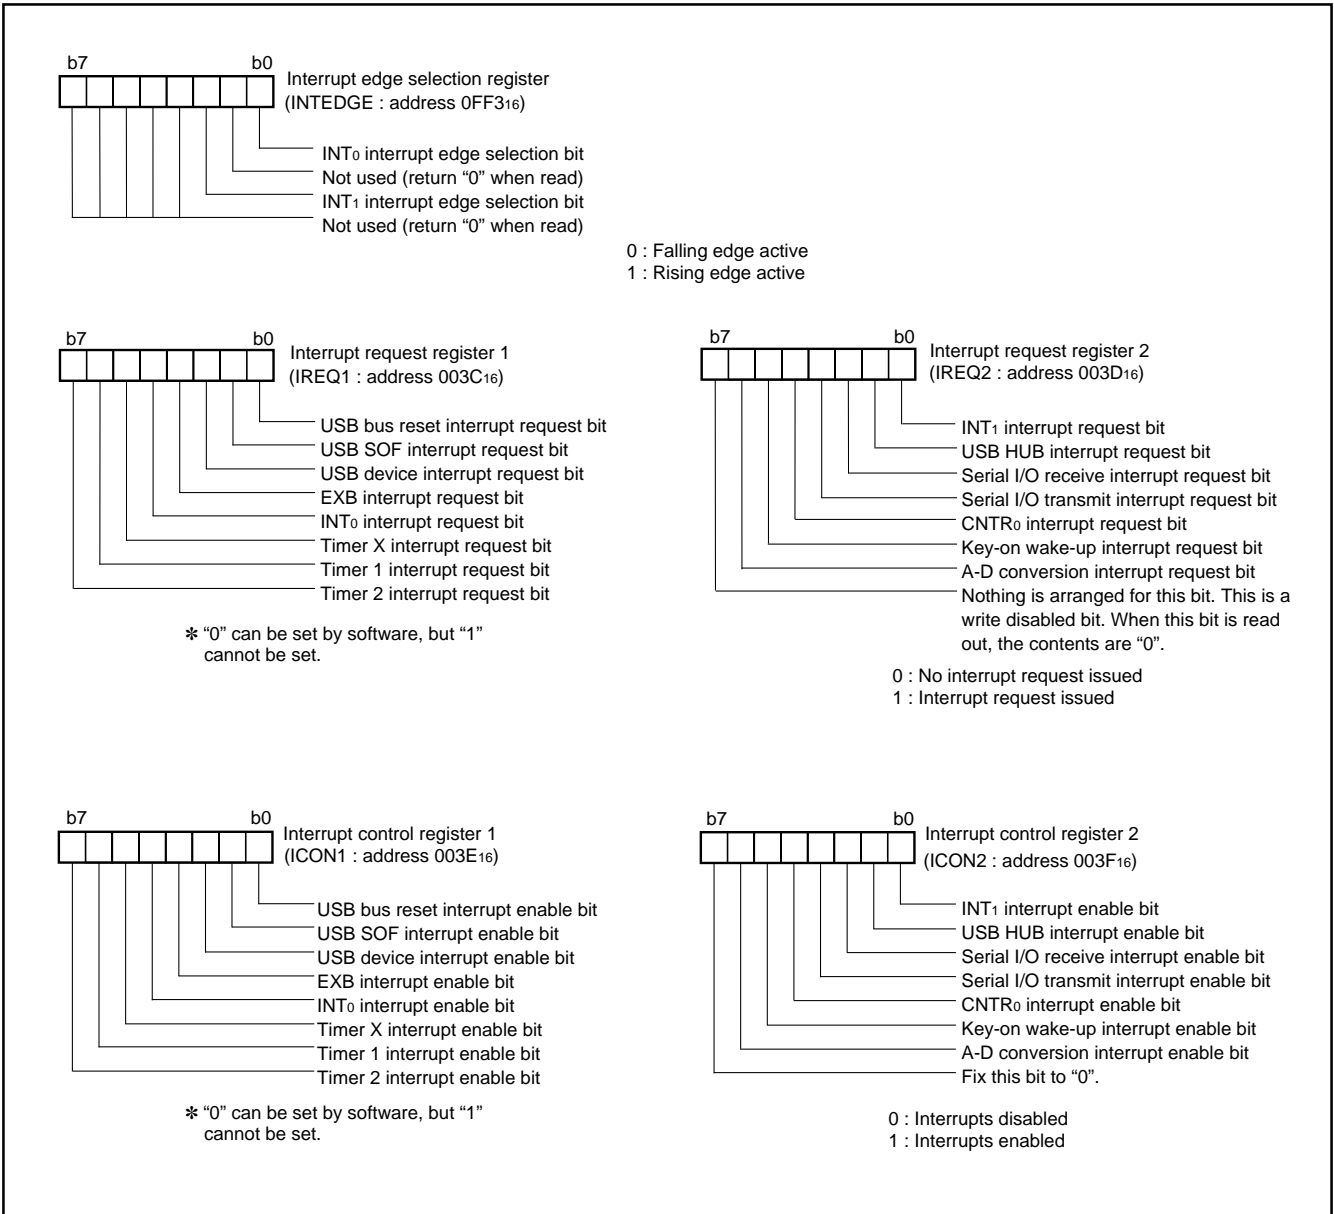 b7 b0
Interrupt edge selection register
(INTEDGE : address 0FF316)
INT0 interrupt edge selection bit
Not used (return “0” when read)
INT1 interrupt edge selection bit
Not used (return “0” when read)
0 : Falling edge active
1 : Rising edge active
b7 b0
Interrupt request register 1
(IREQ1 : address 003C16)
USB bus reset interrupt request bit
USB SOF interrupt request bit
USB device interrupt request bit
EXB interrupt request bit
INT0 interrupt request bit
Timer X interrupt request bit
Timer 1 interrupt request bit
Timer 2 interrupt request bit
✻ “0” can be set by software, but “1”
cannot be set.
b7 b0
Interrupt request register 2
(IREQ2 : address 003D16)
INT1 interrupt request bit
USB HUB interrupt request bit
Serial I/O receive interrupt request bit
Serial I/O transmit interrupt request bit
CNTR0 interrupt request bit
Key-on wake-up interrupt request bit
A-D conversion interrupt request bit
Nothing is arranged for this bit. This is a
write disabled bit. When this bit is read
out, the contents are “0”.
0 : No interrupt request issued
1 : Interrupt request issued
b7 b0
Interrupt control register 1
(ICON1 : address 003E16)
USB bus reset interrupt enable bit
USB SOF interrupt enable bit
USB device interrupt enable bit
EXB interrupt enable bit
INT0 interrupt enable bit
Timer X interrupt enable bit
Timer 1 interrupt enable bit
Timer 2 interrupt enable bit
✻ “0” can be set by software, but “1”
cannot be set.
b7 b0
Interrupt control register 2
(ICON2 : address 003F16)
INT1 interrupt enable bit
USB HUB interrupt enable bit
Serial I/O receive interrupt enable bit
Serial I/O transmit interrupt enable bit
CNTR0 interrupt enable bit
Key-on wake-up interrupt enable bit
A-D conversion interrupt enable bit
Fix this bit to “0”.
0 : Interrupts disabled
1 : Interrupts enabled